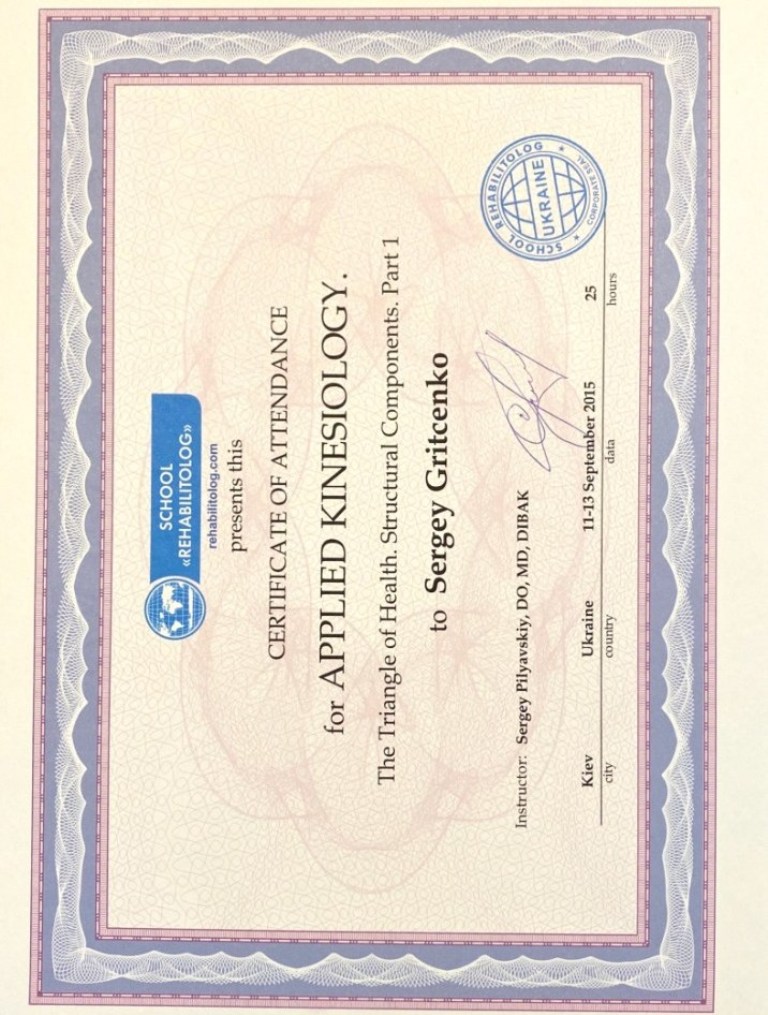 SCHOOL
«REHABILITOLOG»
rehabilitolog.com
presents this
CERTIFICATE OF ATTENDANCE
for APPLIED KINESIOLOGY.
The Triangle of Health. Structural Components. Part 1
to Sergey Gritcenko
Instructor: Sergey Pilyavskiy, DO, MD, DIBAK
SCHOOL REHABILITOLOG
UKRAINE
CORPORATE SEAL
Kiev Ukraine 11-13 September 2015 25
city country data hours